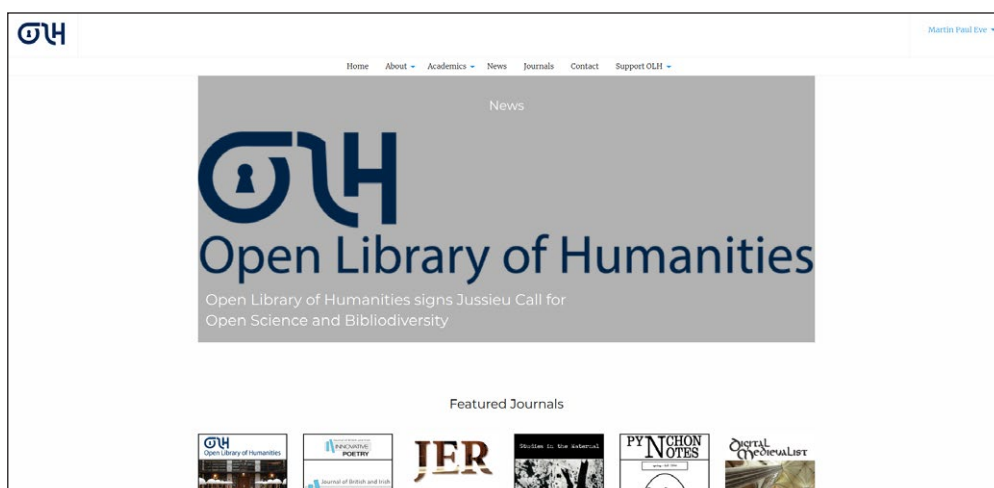 OLH
Martin Paul Eve
Home About Academics News Journals Contact Support OLH
News
OLH
Open Library of Humanities
Open Library of Humanities signs Jussieu Call for
Open Science and Bibliodiversity
Featured Journals
OLH
Open Library of Humanities
INNOVATIVE
POETRY
Journal of British and Irish
JER
Studies in the Maternal
PYNCHON
NOTES
DIGITAL
MEDIEVALIST